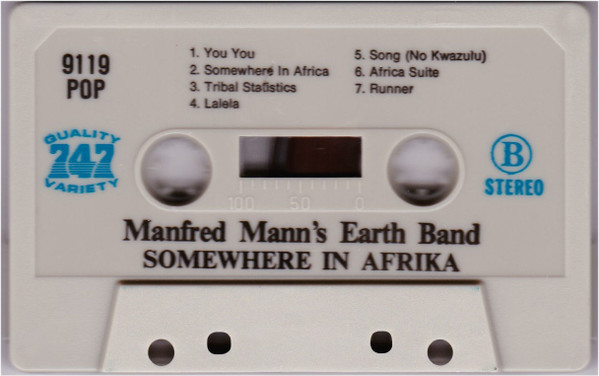 9119
POP
1. You You
2. Somewhere In Africa
3. Tribal Statistics
4. Lalela
5. Song (No Kwazulu)
6. Africa Suite
7. Runner
QUALITY
747
VARIETY
B
STEREO
100 50 0
Manfred Mann's Earth Band
SOMEWHERE IN AFRIKA